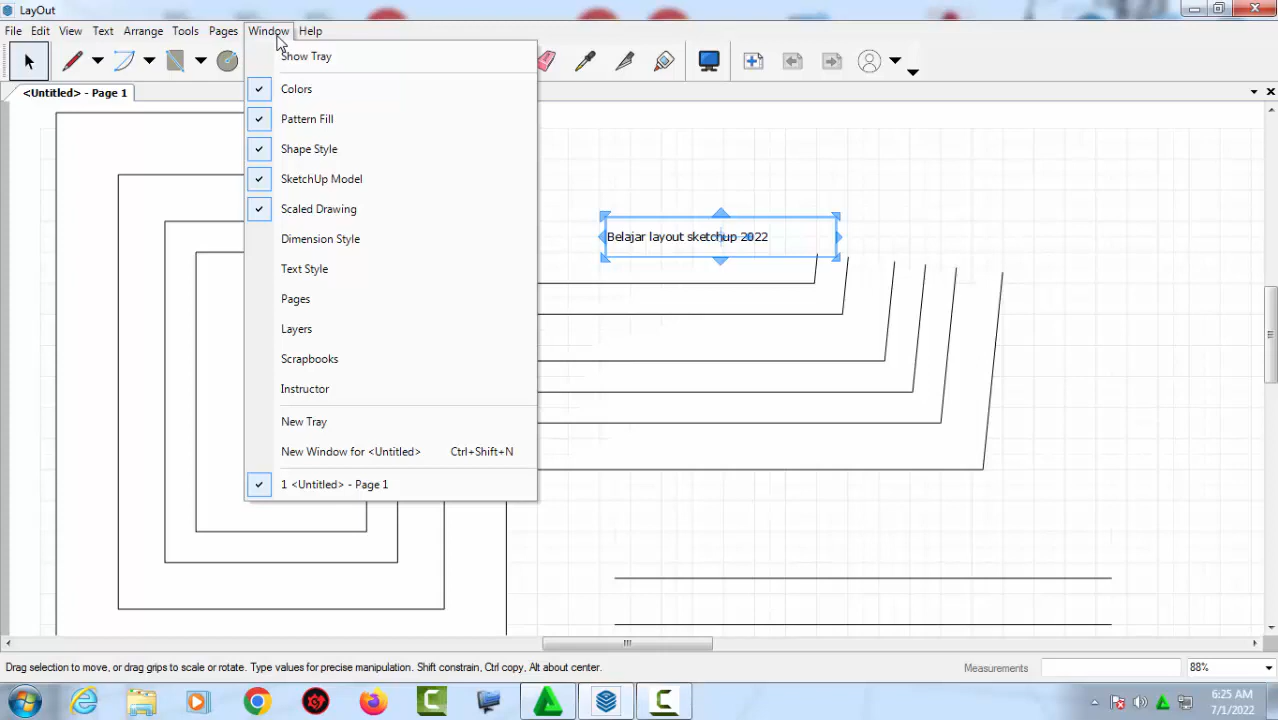 LayOut
File Edit View Text Arrange Tools Pages Window Help
<Untitled> - Page 1
Show Tray
Colors
Pattern Fill
Shape Style
SketchUp Model
Scaled Drawing
Dimension Style
Text Style
Pages
Layers
Scrapbooks
Instructor
New Tray
New Window for <Untitled> Ctrl+Shift+N
1 <Untitled> - Page 1
Belajar layout sketchup 2022
Drag selection to move, or drag grips to scale or rotate. Type values for precise manipulation. Shift constrain, Ctrl copy, Alt about center. Measurements 88%
6:25 AM
7/1/2022